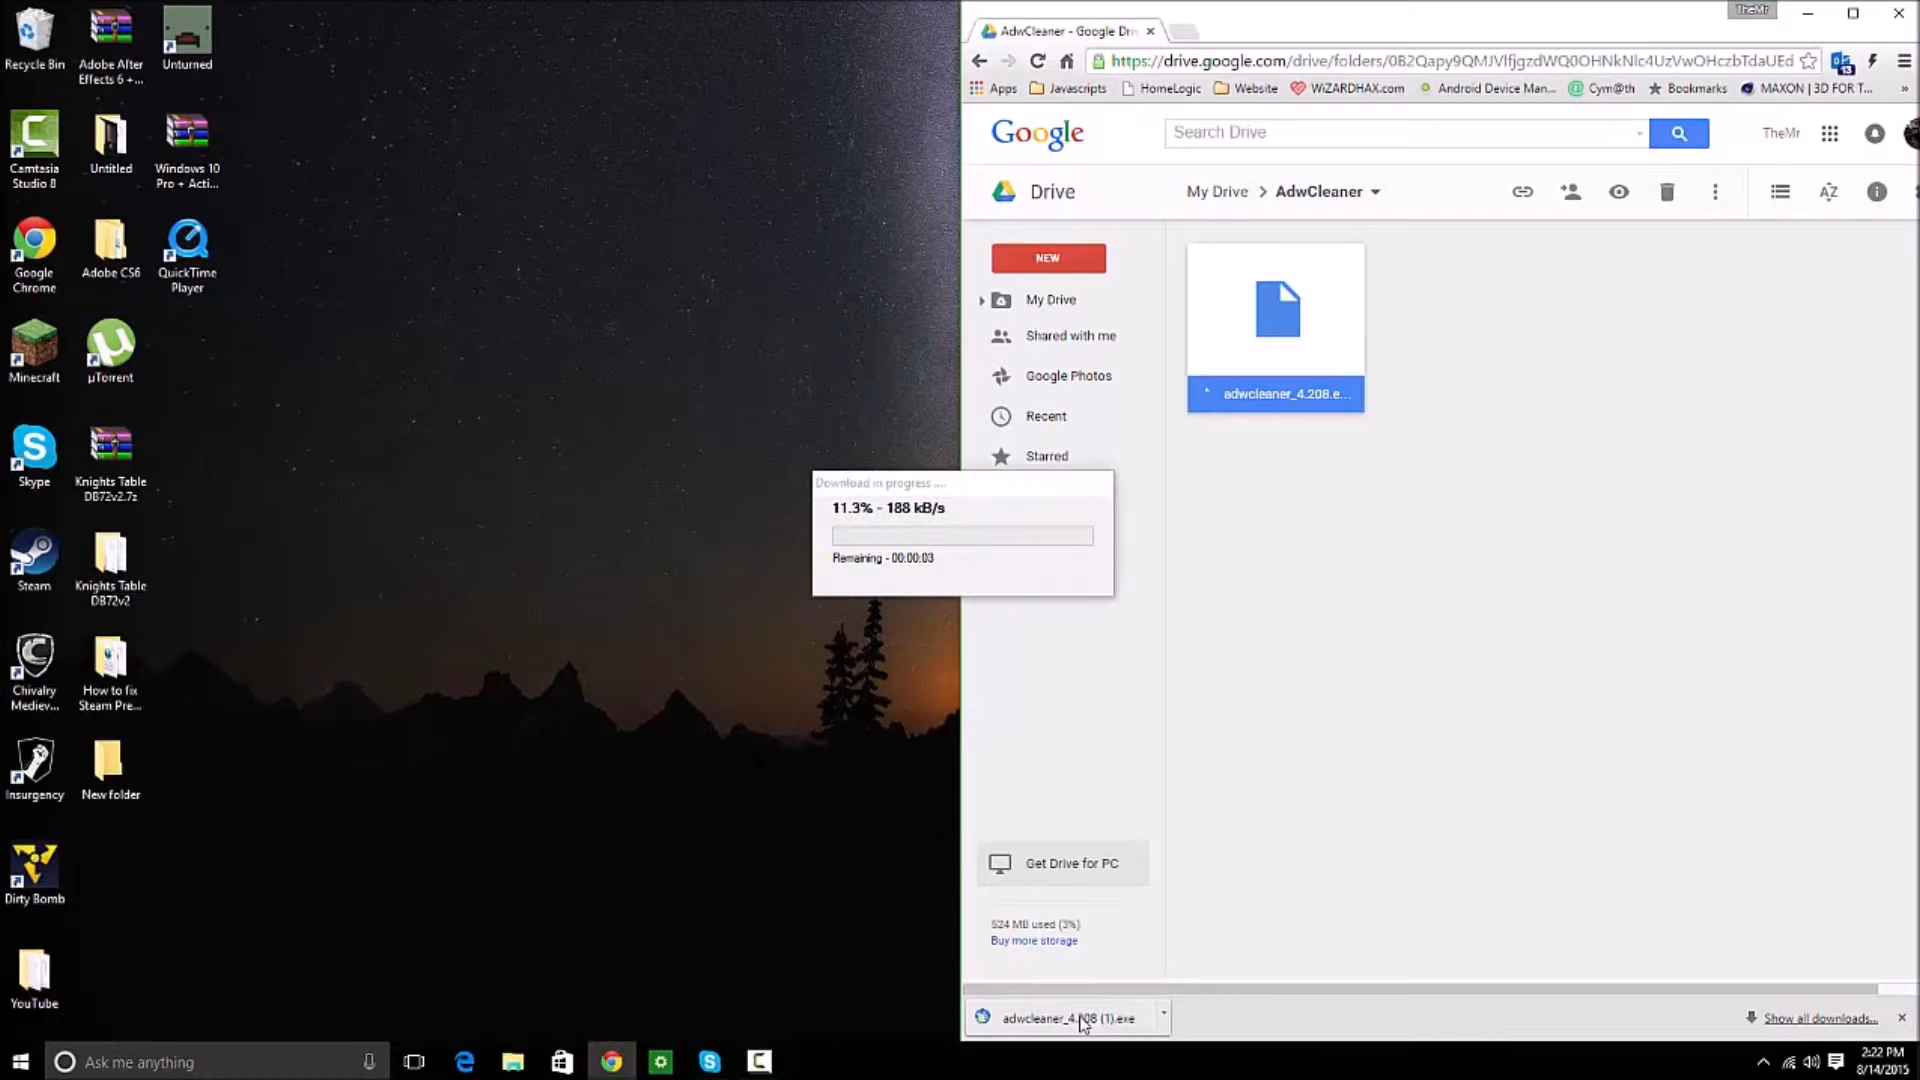 Recycle Bin
Adobe After
Effects 6 +...
Unturned
Camtasia
Studio 8
Untitled
Windows 10
Pro + Acti...
Google
Chrome
Adobe CS6
QuickTime
Player
Minecraft
µTorrent
Skype
Knights Table
DB72v2.7z
Steam
Knights Table
DB72v2
Chivalry
Mediev...
How to fix
Steam Pre...
Insurgency
New folder
Dirty Bomb
YouTube
Ask me anything
TheMr
AdwCleaner - Google Driv
https://drive.google.com/drive/folders/0B2Qapy9QMJVlfjgzdWQ0OHNkNlc4UzVwOHczbTdaUEd
13
Apps
Javascripts
HomeLogic
Website
WiZARDHAX.com
Android Device Man...
Cym@th
Bookmarks
MAXON | 3D FOR T...
»
Google
Search Drive
TheMr
Drive
My Drive > AdwCleaner
AZ
NEW
My Drive
Shared with me
Google Photos
Recent
Starred
adwcleaner_4.208.e...
Download in progress ....
11.3% - 188 kB/s
Remaining - 00:00:03
Get Drive for PC
524 MB used (3%)
Buy more storage
adwcleaner_4.208 (1).exe
Show all downloads...
2:22 PM
8/14/2015